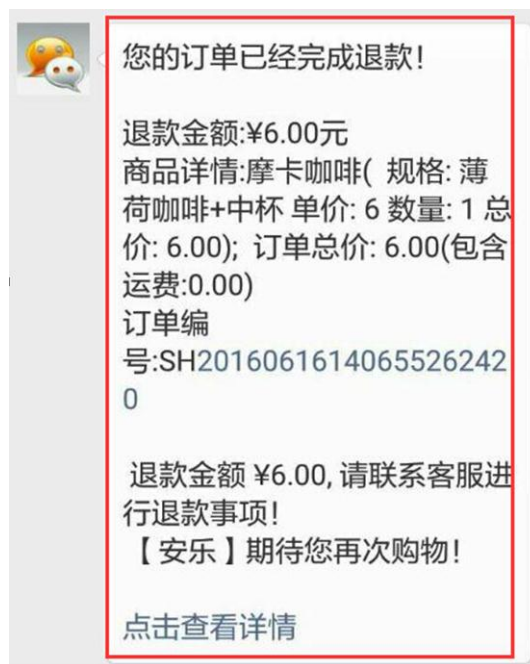 您的订单已经完成退款！
退款金额:¥6.00元
商品详情:摩卡咖啡( 规格: 薄
荷咖啡+中杯 单价: 6 数量: 1 总
价: 6.00); 订单总价: 6.00(包含
运费:0.00)
订单编
号:SH2016061614065526242
0
退款金额 ¥6.00, 请联系客服进
行退款事项！
【 安乐 】期待您再次购物！
点击查看详情